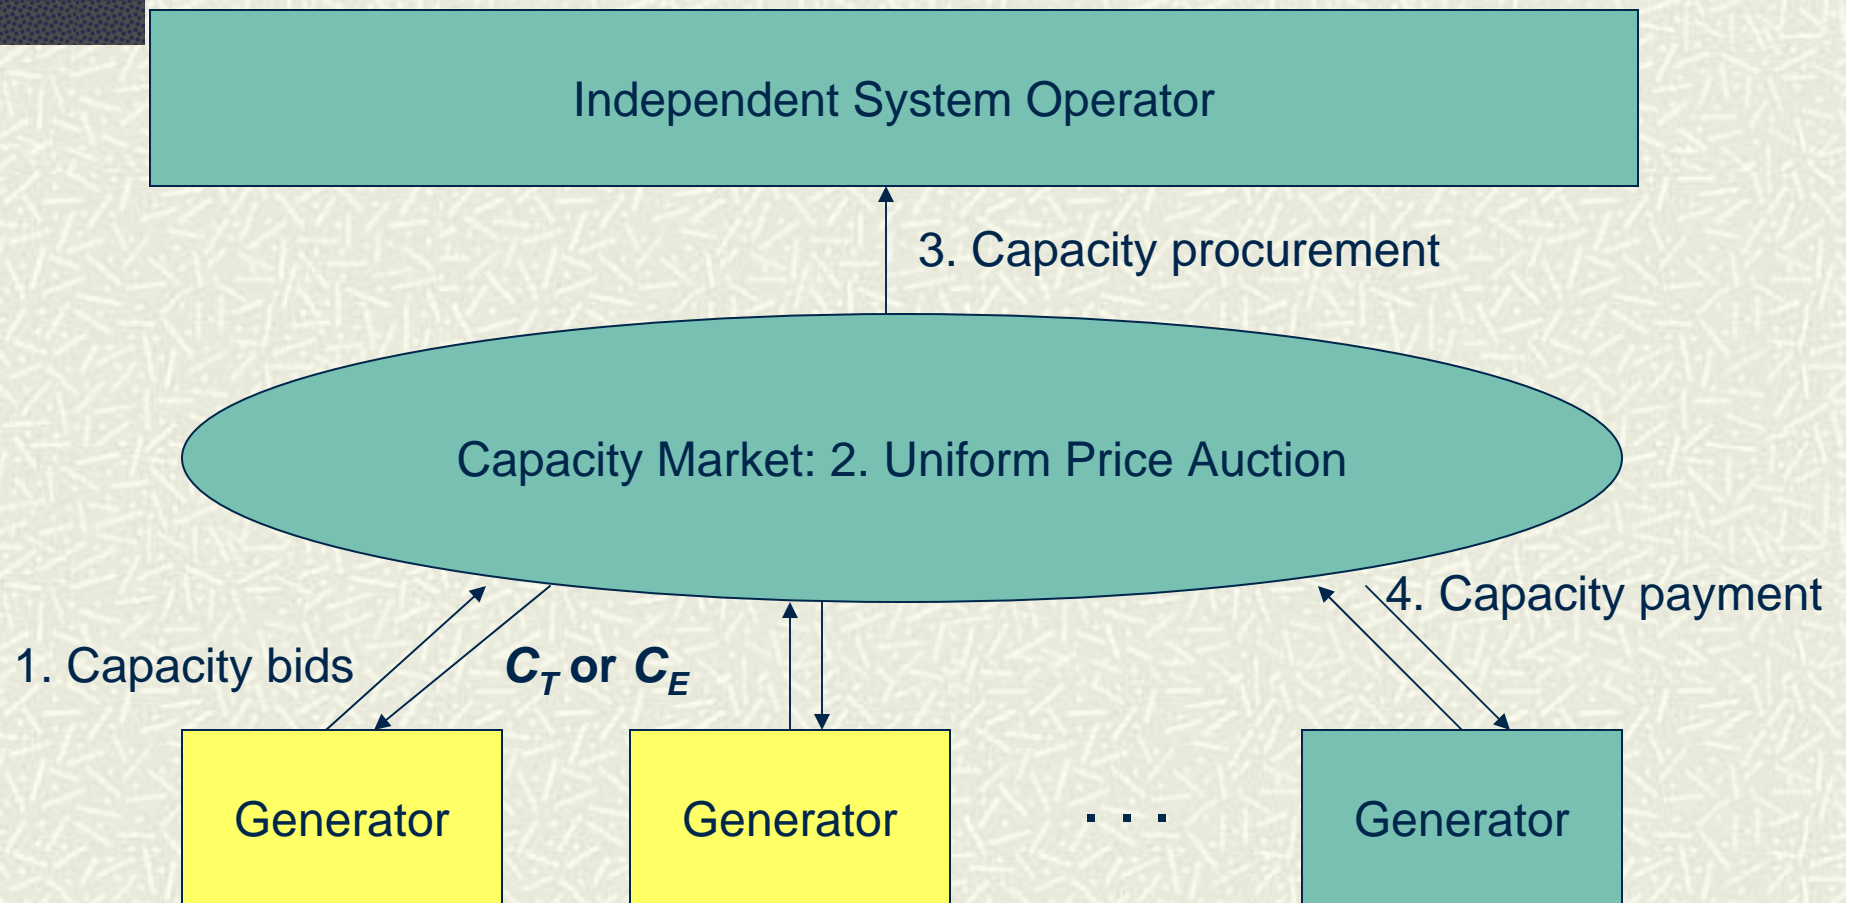 Independent System Operator
3. Capacity procurement
Capacity Market: 2. Uniform Price Auction
4. Capacity payment
1. Capacity bids
C_T or C_E
Generator
Generator
. . .
Generator